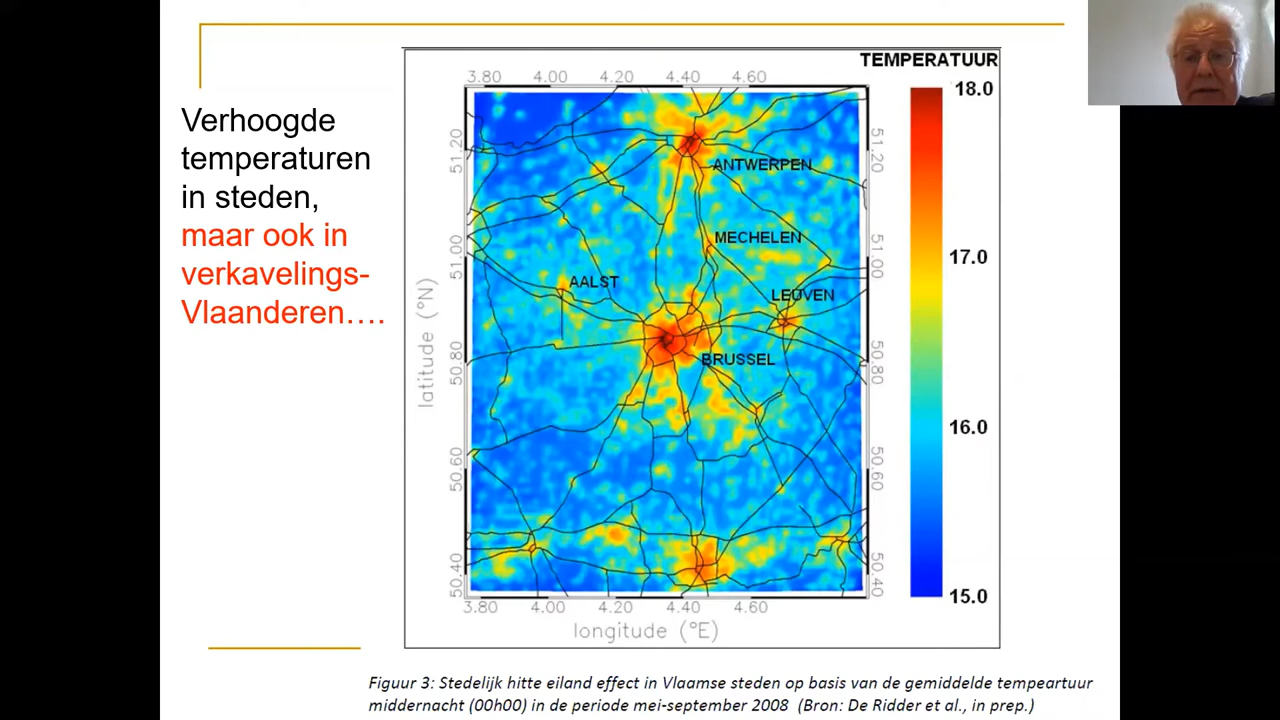 Verhoogde
temperaturen
in steden,
maar ook in
verkavelings-
Vlaanderen….
TEMPERATUUR
3.80 4.00 4.20 4.40 4.60
18.0
17.0
16.0
15.0
51.20
51.00
50.80
50.60
50.40
51.20
51.00
50.80
50.60
50.40
latitude (°N)
ANTWERPEN
MECHELEN
AALST
LEUVEN
BRUSSEL
3.80 4.00 4.20 4.40 4.60
longitude (°E)
Figuur 3: Stedelijk hitte eiland effect in Vlaamse steden op basis van de gemiddelde tempeartuur
middernacht (00h00) in de periode mei-september 2008 (Bron: De Ridder et al., in prep.)